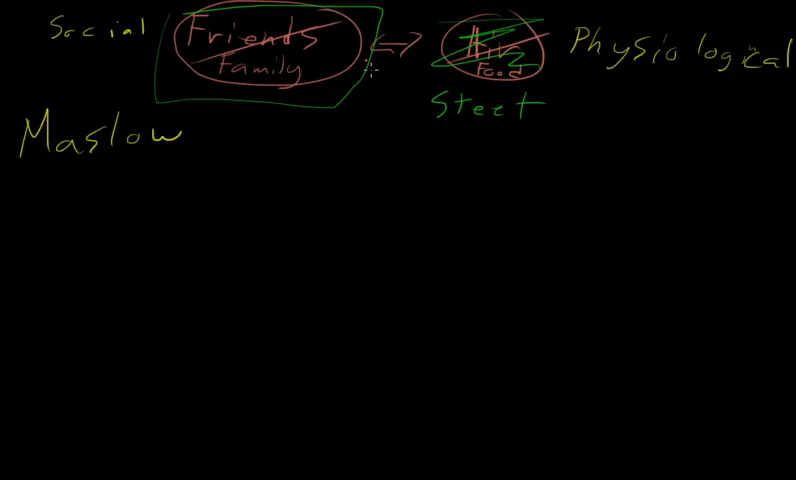 Social
Friends
Family
Food
Physiological
Steet
Maslow